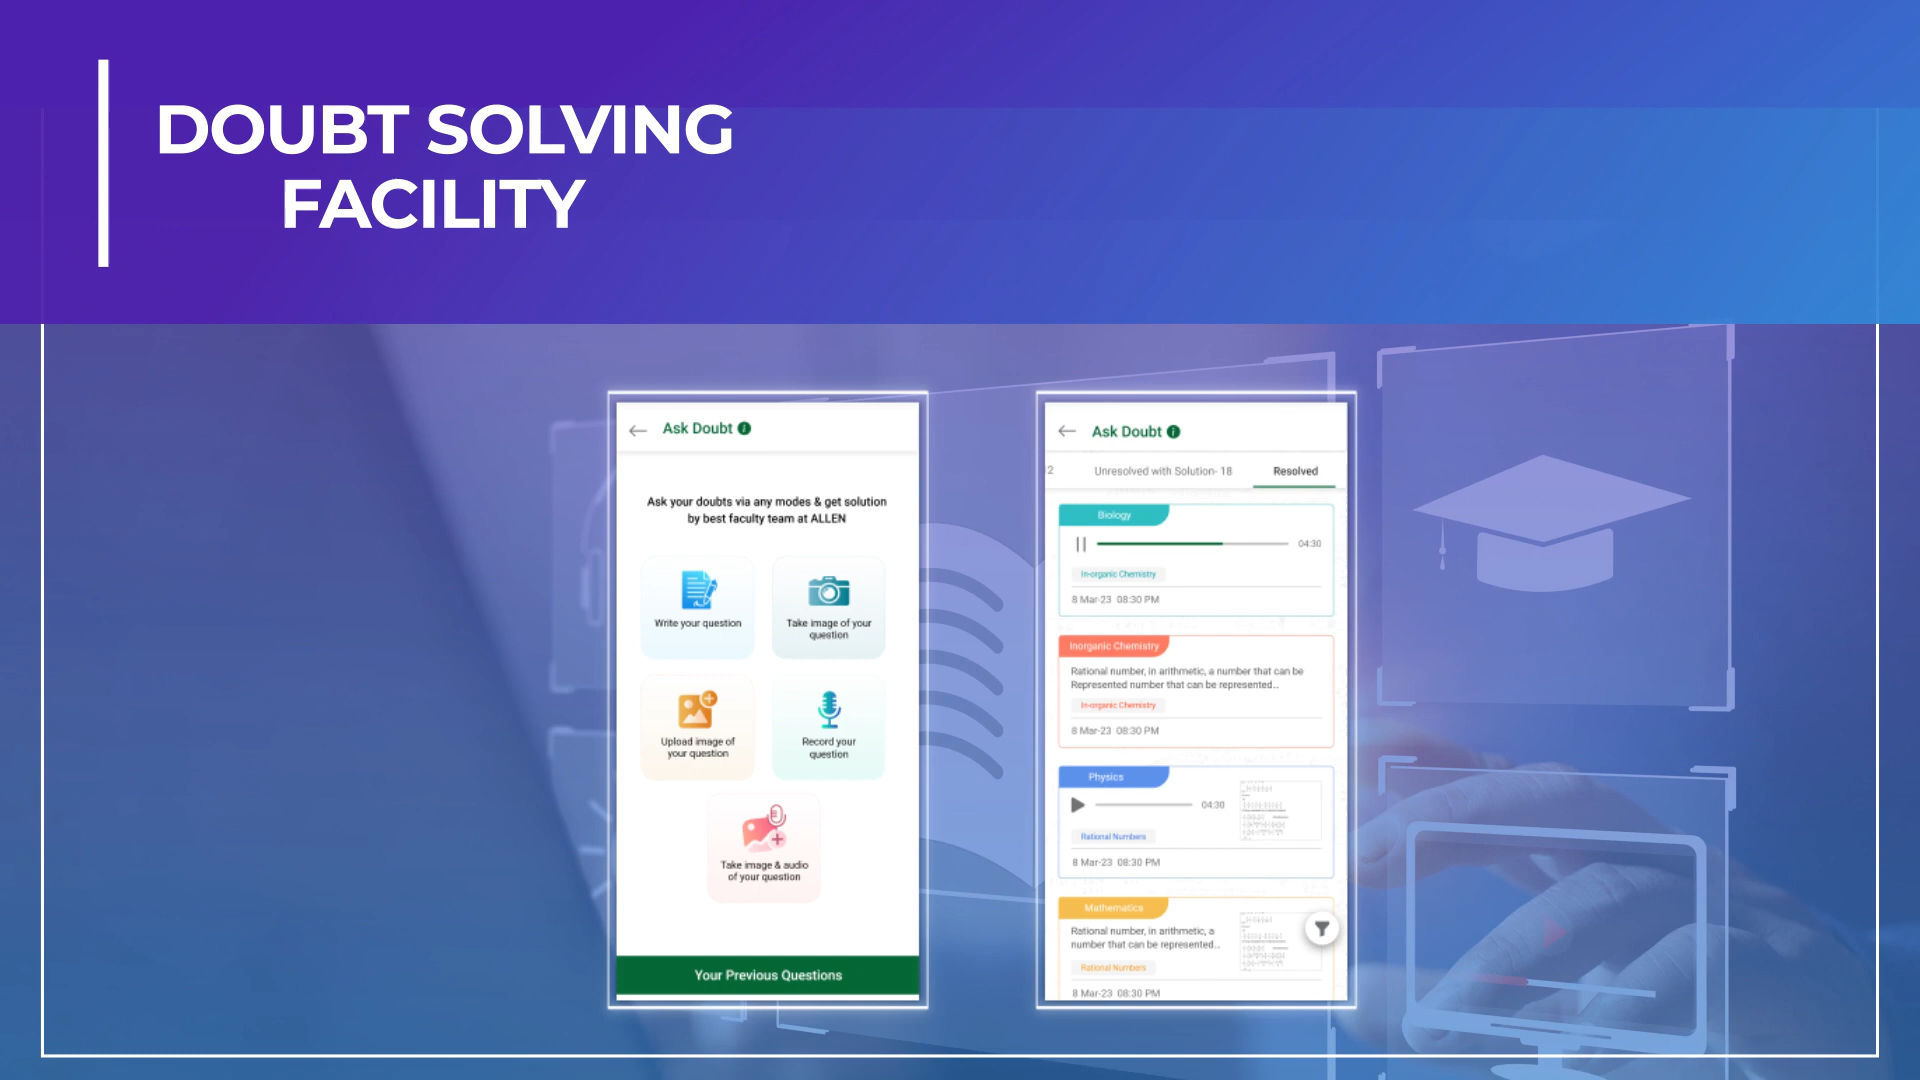 DOUBT SOLVING
FACILITY
Ask Doubt i
Ask your doubts via any modes & get solution
by best faculty team at ALLEN
Write your question
Take image of your
question
Upload image of
your question
Record your
question
Take image & audio
of your question
Your Previous Questions
Ask Doubt i
2 Unresolved with Solution- 18 Resolved
Biology
04:30
In-organic Chemistry
8 Mar-23 08:30 PM
Inorganic Chemistry
Rational number, in arithmetic, a number that can be
Represented number that can be represented..
In-organic Chemistry
8 Mar-23 08:30 PM
Physics
04:30
Rational Numbers
8 Mar-23 08:30 PM
Mathematics
Rational number, in arithmetic, a
number that can be represented..
Rational Numbers
8 Mar-23 08:30 PM